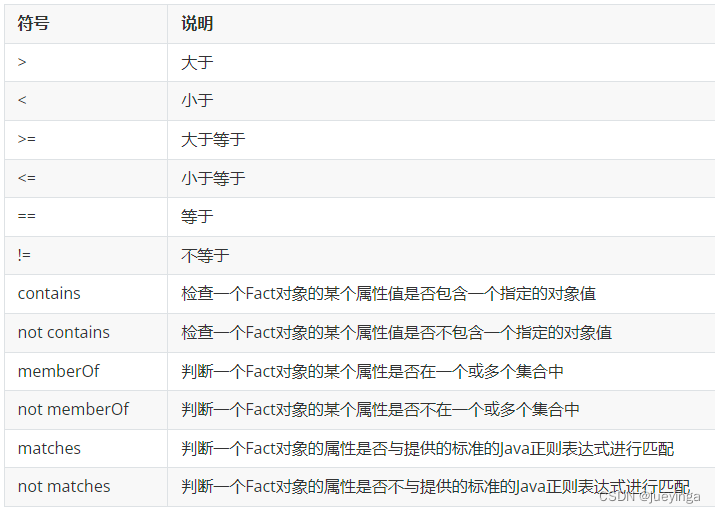 符号 说明
> 大于
< 小于
>= 大于等于
<= 小于等于
== 等于
!= 不等于
contains 检查一个Fact对象的某个属性值是否包含一个指定的对象值
not contains 检查一个Fact对象的某个属性值是否不包含一个指定的对象值
memberOf 判断一个Fact对象的某个属性是否在一个或多个集合中
not memberOf 判断一个Fact对象的某个属性是否不在一个或多个集合中
matches 判断一个Fact对象的属性是否与提供的标准的Java正则表达式进行匹配
not matches 判断一个Fact对象的属性是否不与提供的标准的Java正则表达式进行匹配
CSDN @jueyinga